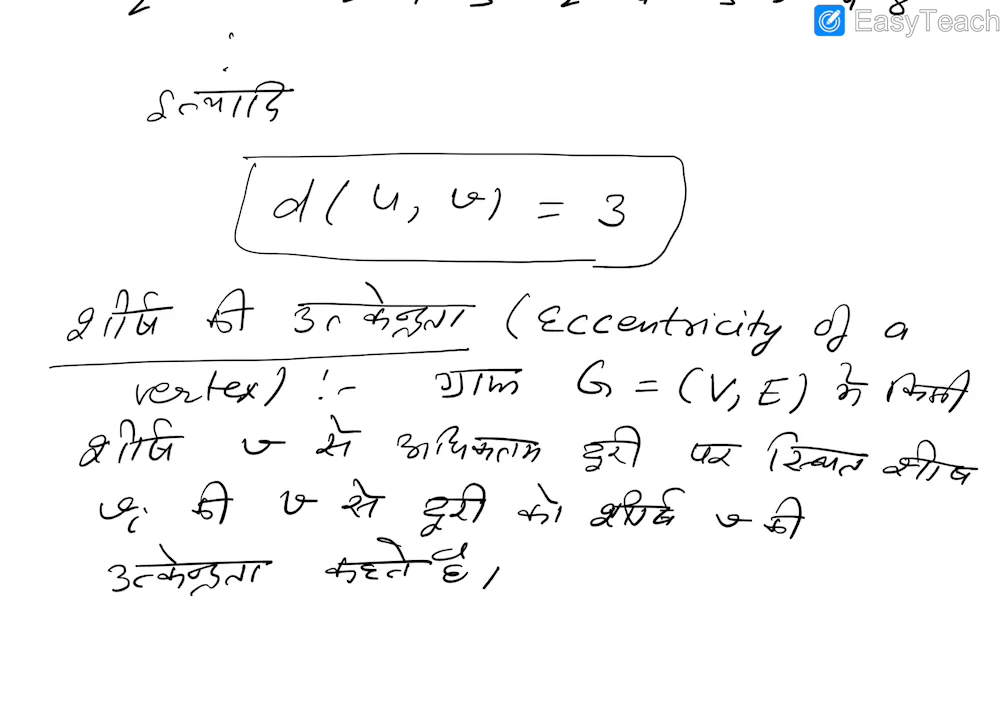 EasyTeach
इत्यादि
d(u, v) = 3
शीर्ष की उत्केन्द्रता (Eccentricity of a
vertex) :- ग्राफ G = (V, E) के किसी
शीर्ष v से अधिकतम दूरी पर स्थित शीर्ष
vᵢ की v से दूरी को शीर्ष v की
उत्केन्द्रता कहते है।